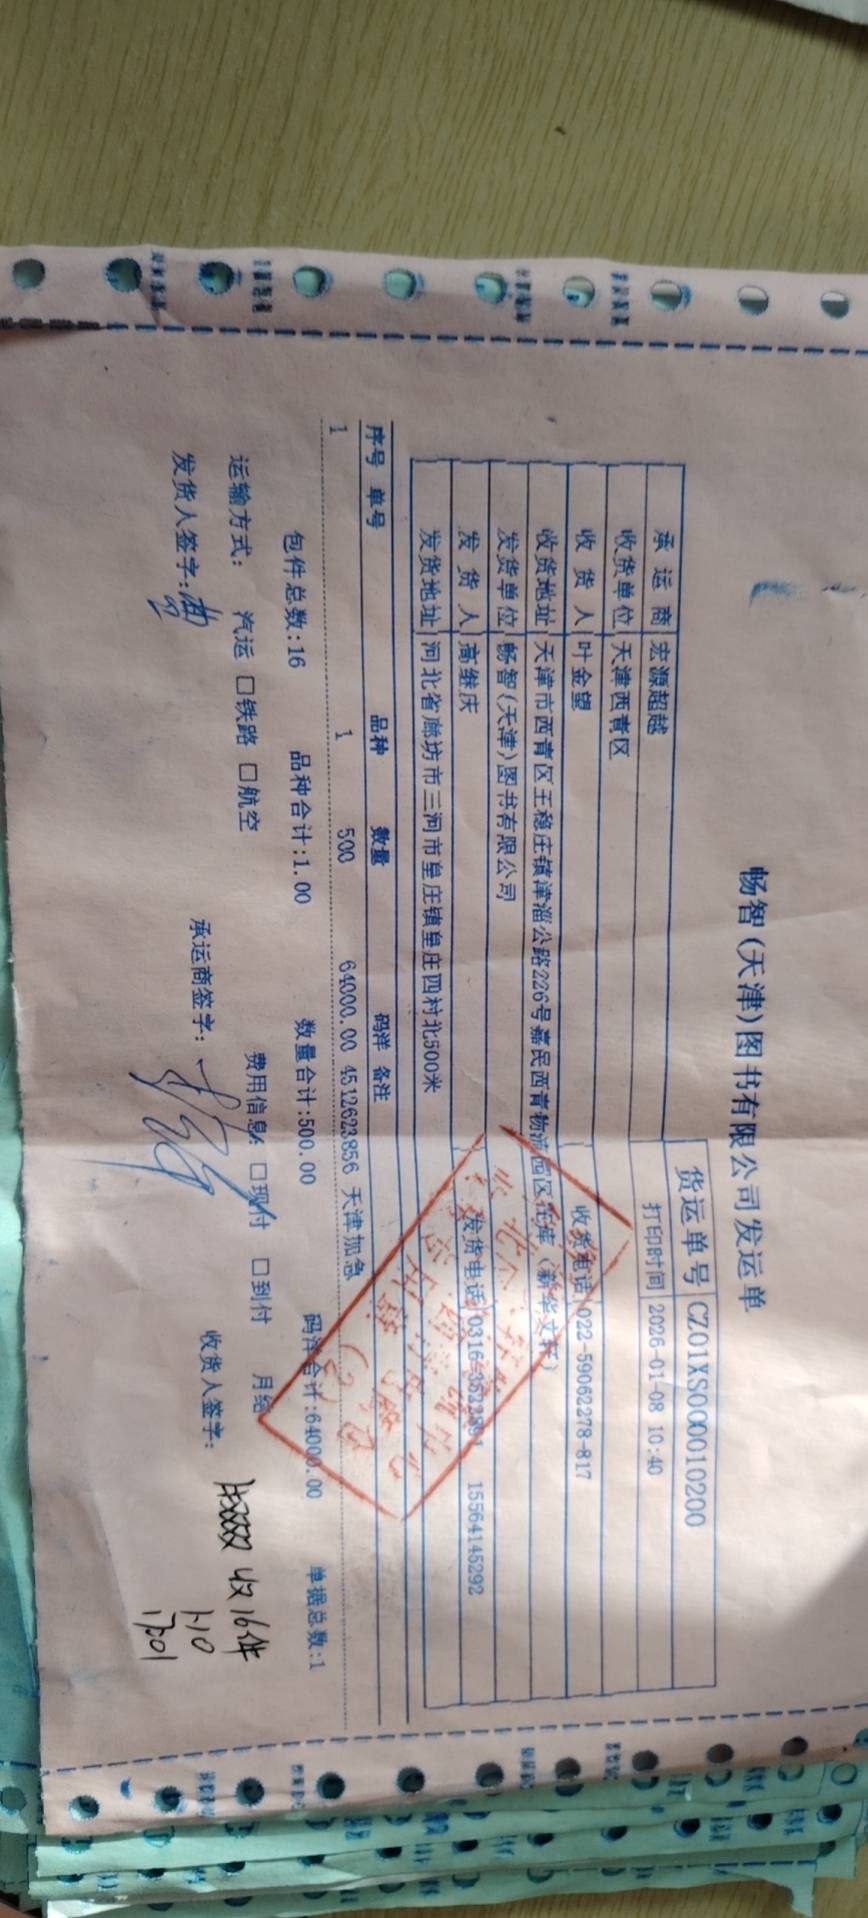 畅智(天津)图书有限公司发运单
货运单号 CZ01XS000010200
承运商 宏源超越 打印时间 2026-01-08 10:40
收货单位 天津西青区
收货人 叶金望 收货电话 022-59062278-817
收货地址 天津市西青区王稳庄镇津淄公路226号嘉民西青物流园区在库(新华文轩)
发货单位 畅智(天津)图书有限公司
发货人 高继庆 发货电话 15564145292
发货地址 河北省廊坊市三河市皇庄镇皇庄四村北500米
序号 单号 品种 数量 码洋 备注
1 1 500 64000.00 4512623856 天津加急
包件总数:16 品种合计:1.00 数量合计:500.00 码洋合计:64000.00 单据总数:1
运输方式: 汽运 □铁路 □航空 费用信息: □现付 □到付 月结
发货人签字: 承运商签字: 收货人签字:
收16件
1.10